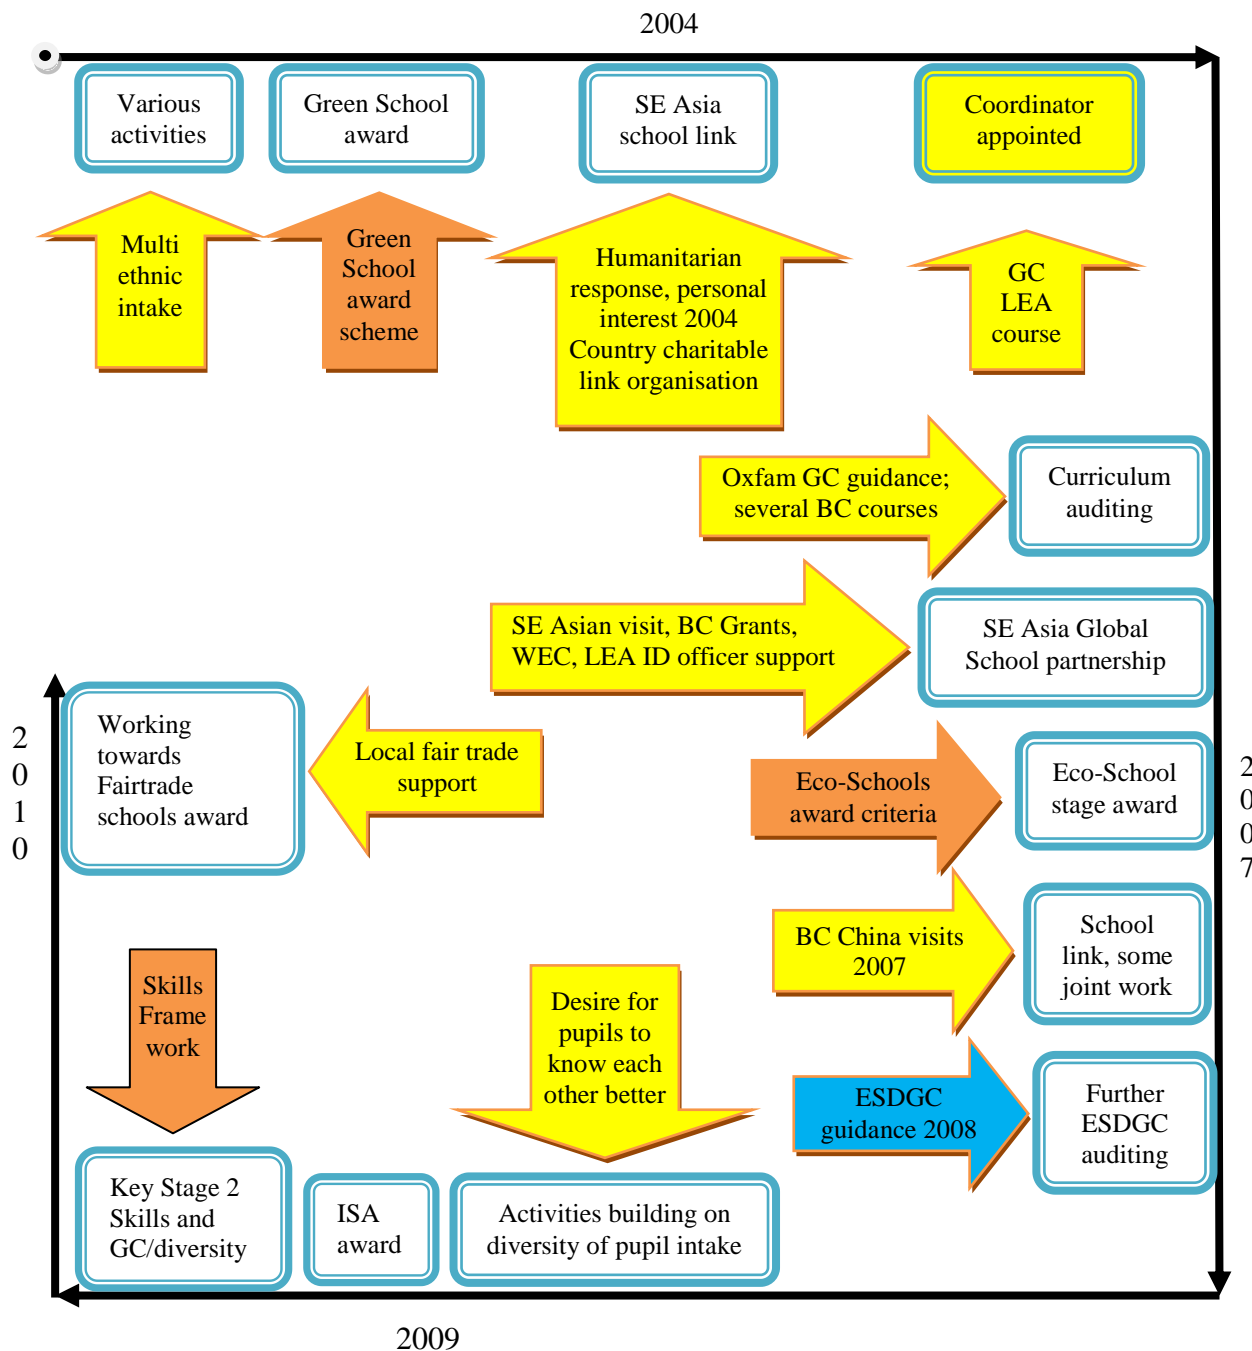 2004
Various
activities
Green School
award
SE Asia
school link
Coordinator
appointed
Multi
ethnic
intake
Green
School
award
scheme
Humanitarian
response, personal
interest 2004
Country charitable
link organisation
GC
LEA
course
Oxfam GC guidance;
several BC courses
Curriculum
auditing
SE Asian visit, BC Grants,
WEC, LEA ID officer support
SE Asia Global
School partnership
2
0
1
0
Working
towards
Fairtrade
schools award
Local fair trade
support
Eco-Schools
award criteria
Eco-School
stage award
2
0
0
7
BC China visits
2007
School
link, some
joint work
Skills
Frame
work
Desire for
pupils to
know each
other better
ESDGC
guidance 2008
Further
ESDGC
auditing
Key Stage 2
Skills and
GC/diversity
ISA
award
Activities building on
diversity of pupil intake
2009